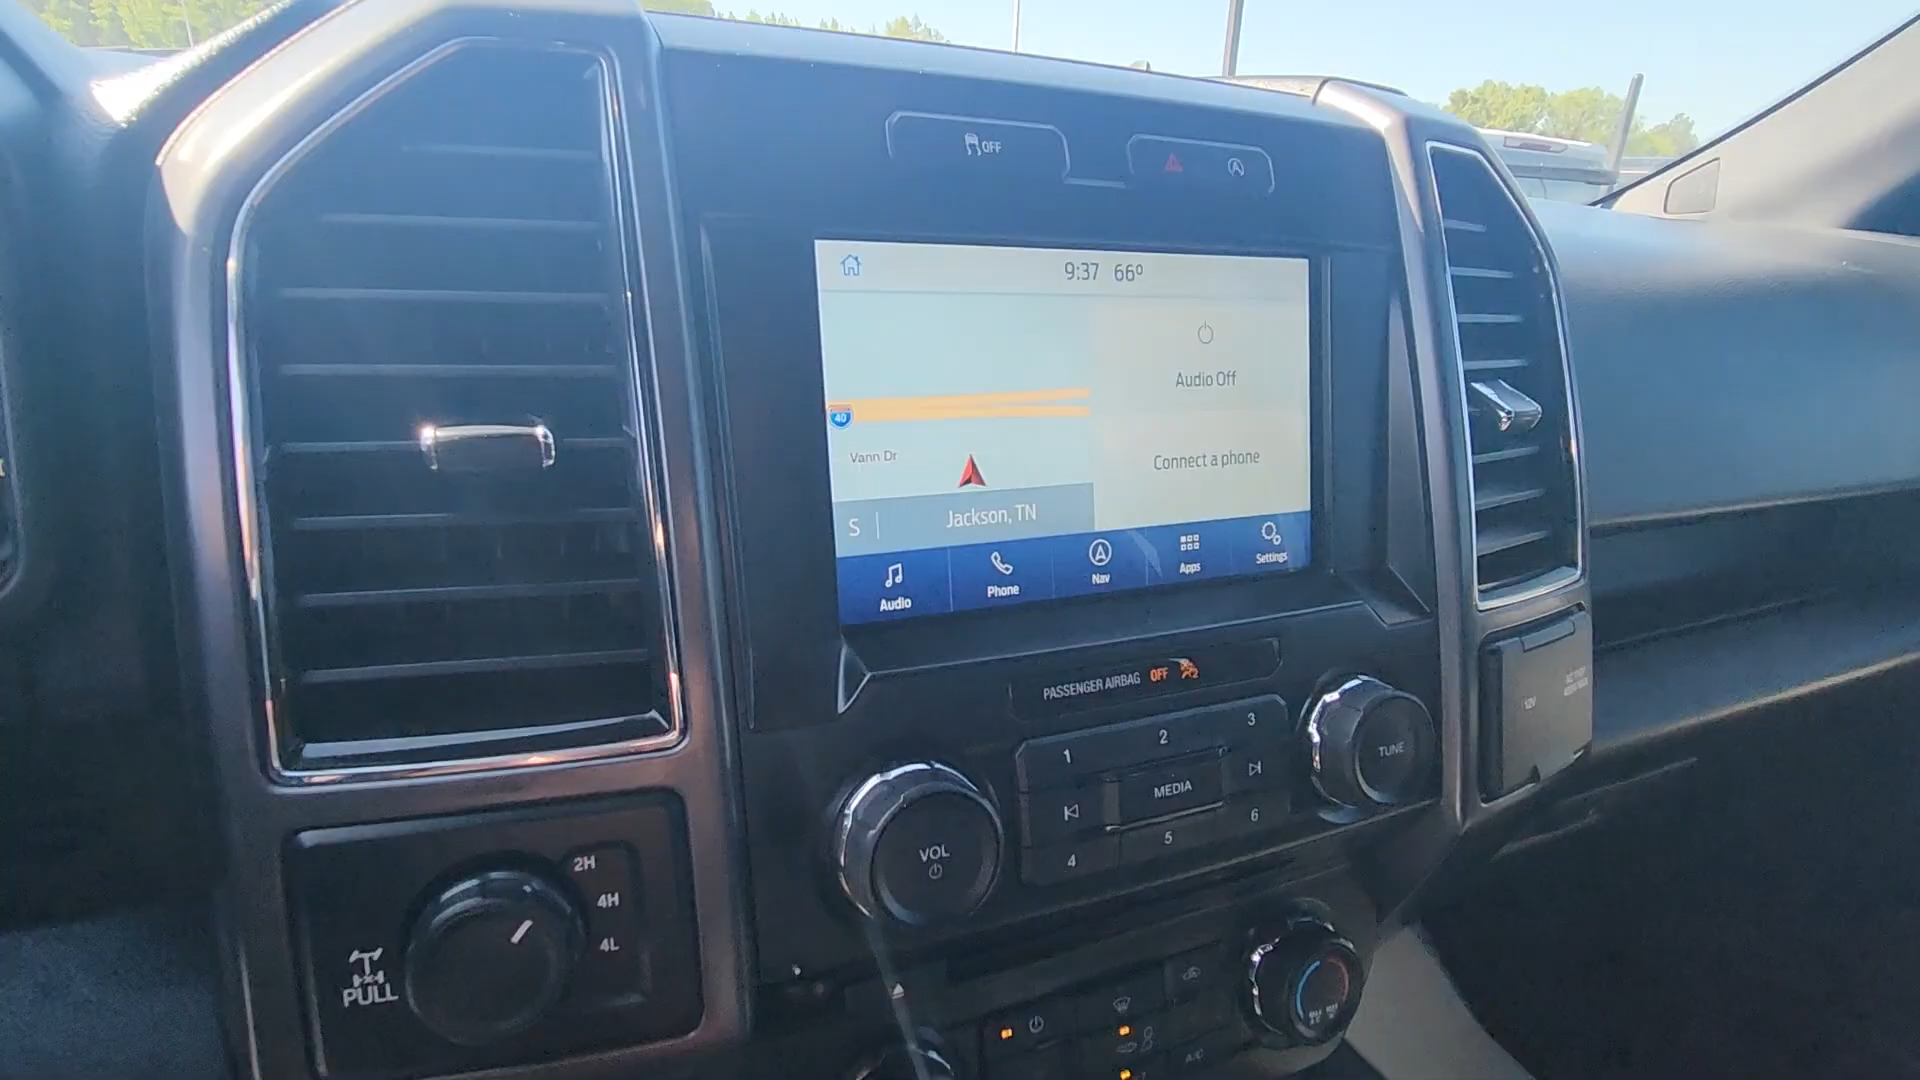 OFF
9:37 66°
Audio Off
40
Vann Dr
Connect a phone
S Jackson, TN
Audio Phone Nav Apps Settings
PASSENGER AIRBAG OFF
1 2 3
MEDIA
4 5 6
VOL
TUNE
12V
2H
4H
4L
PULL
A/C